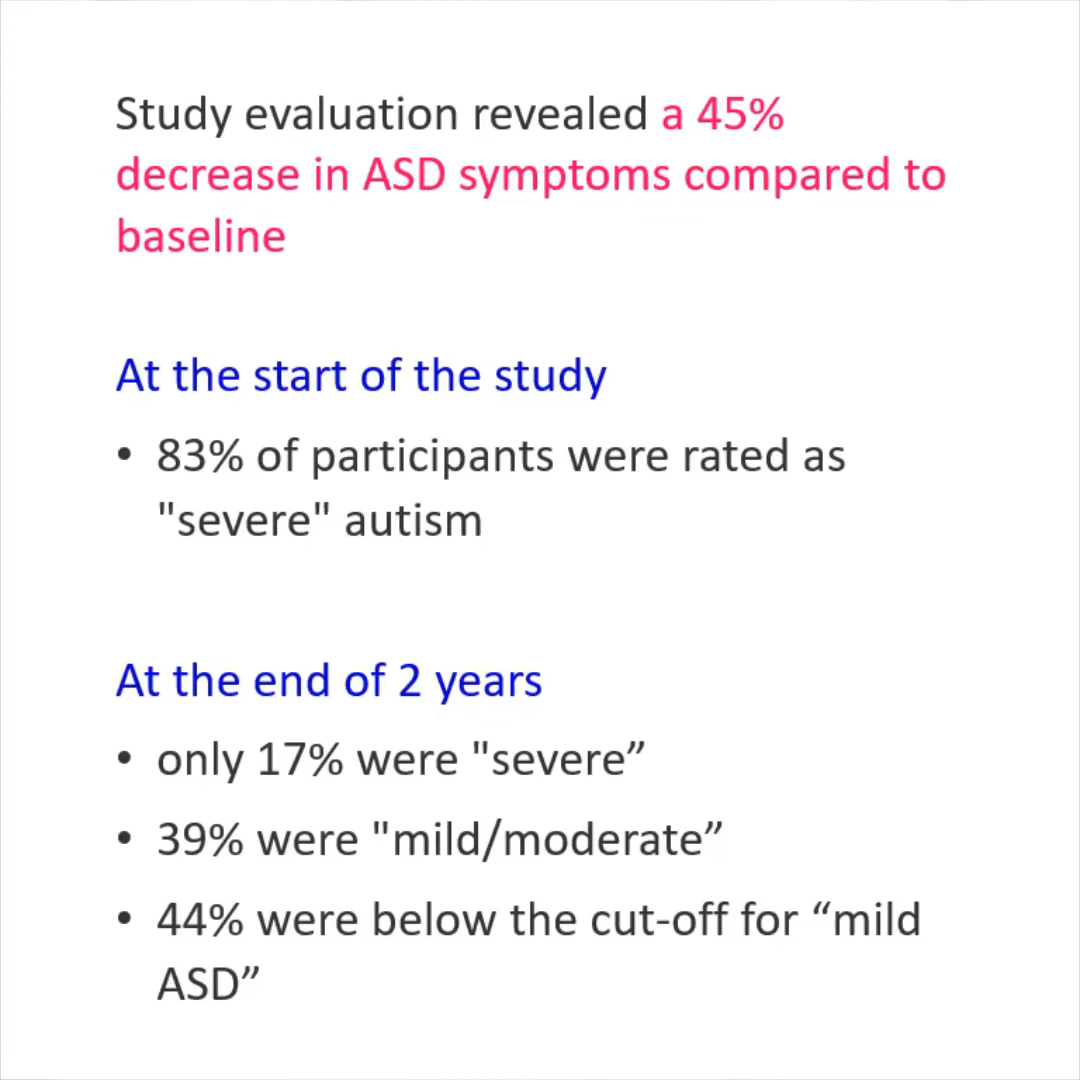 Study evaluation revealed a 45%
decrease in ASD symptoms compared to
baseline
At the start of the study
• 83% of participants were rated as
"severe" autism
At the end of 2 years
• only 17% were "severe”
• 39% were "mild/moderate”
• 44% were below the cut-off for “mild
ASD”